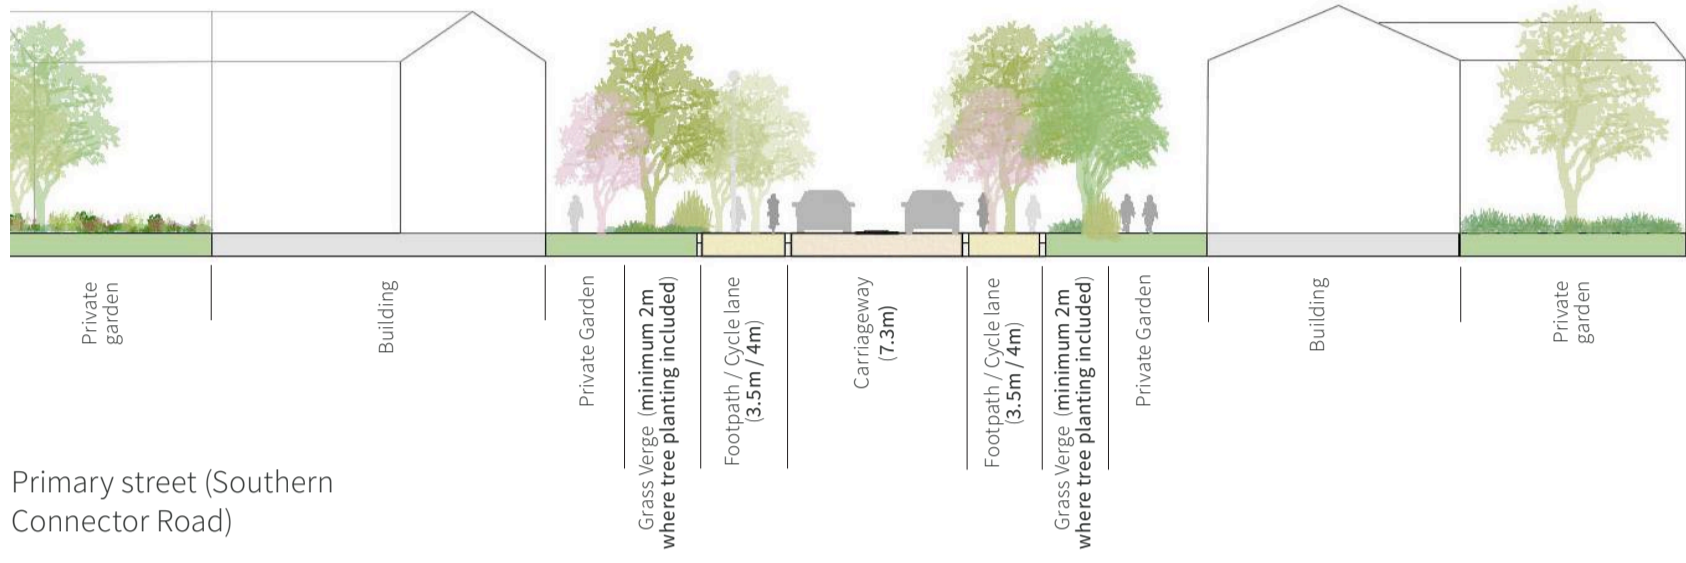 Private
garden
Building
Private Garden
Grass Verge (minimum 2m
where tree planting included)
Footpath / Cycle lane
(3.5m / 4m)
Carriageway
(7.3m)
Footpath / Cycle lane
(3.5m / 4m)
Grass Verge (minimum 2m
where tree planting included)
Private Garden
Building
Private
garden
Primary street (Southern
Connector Road)